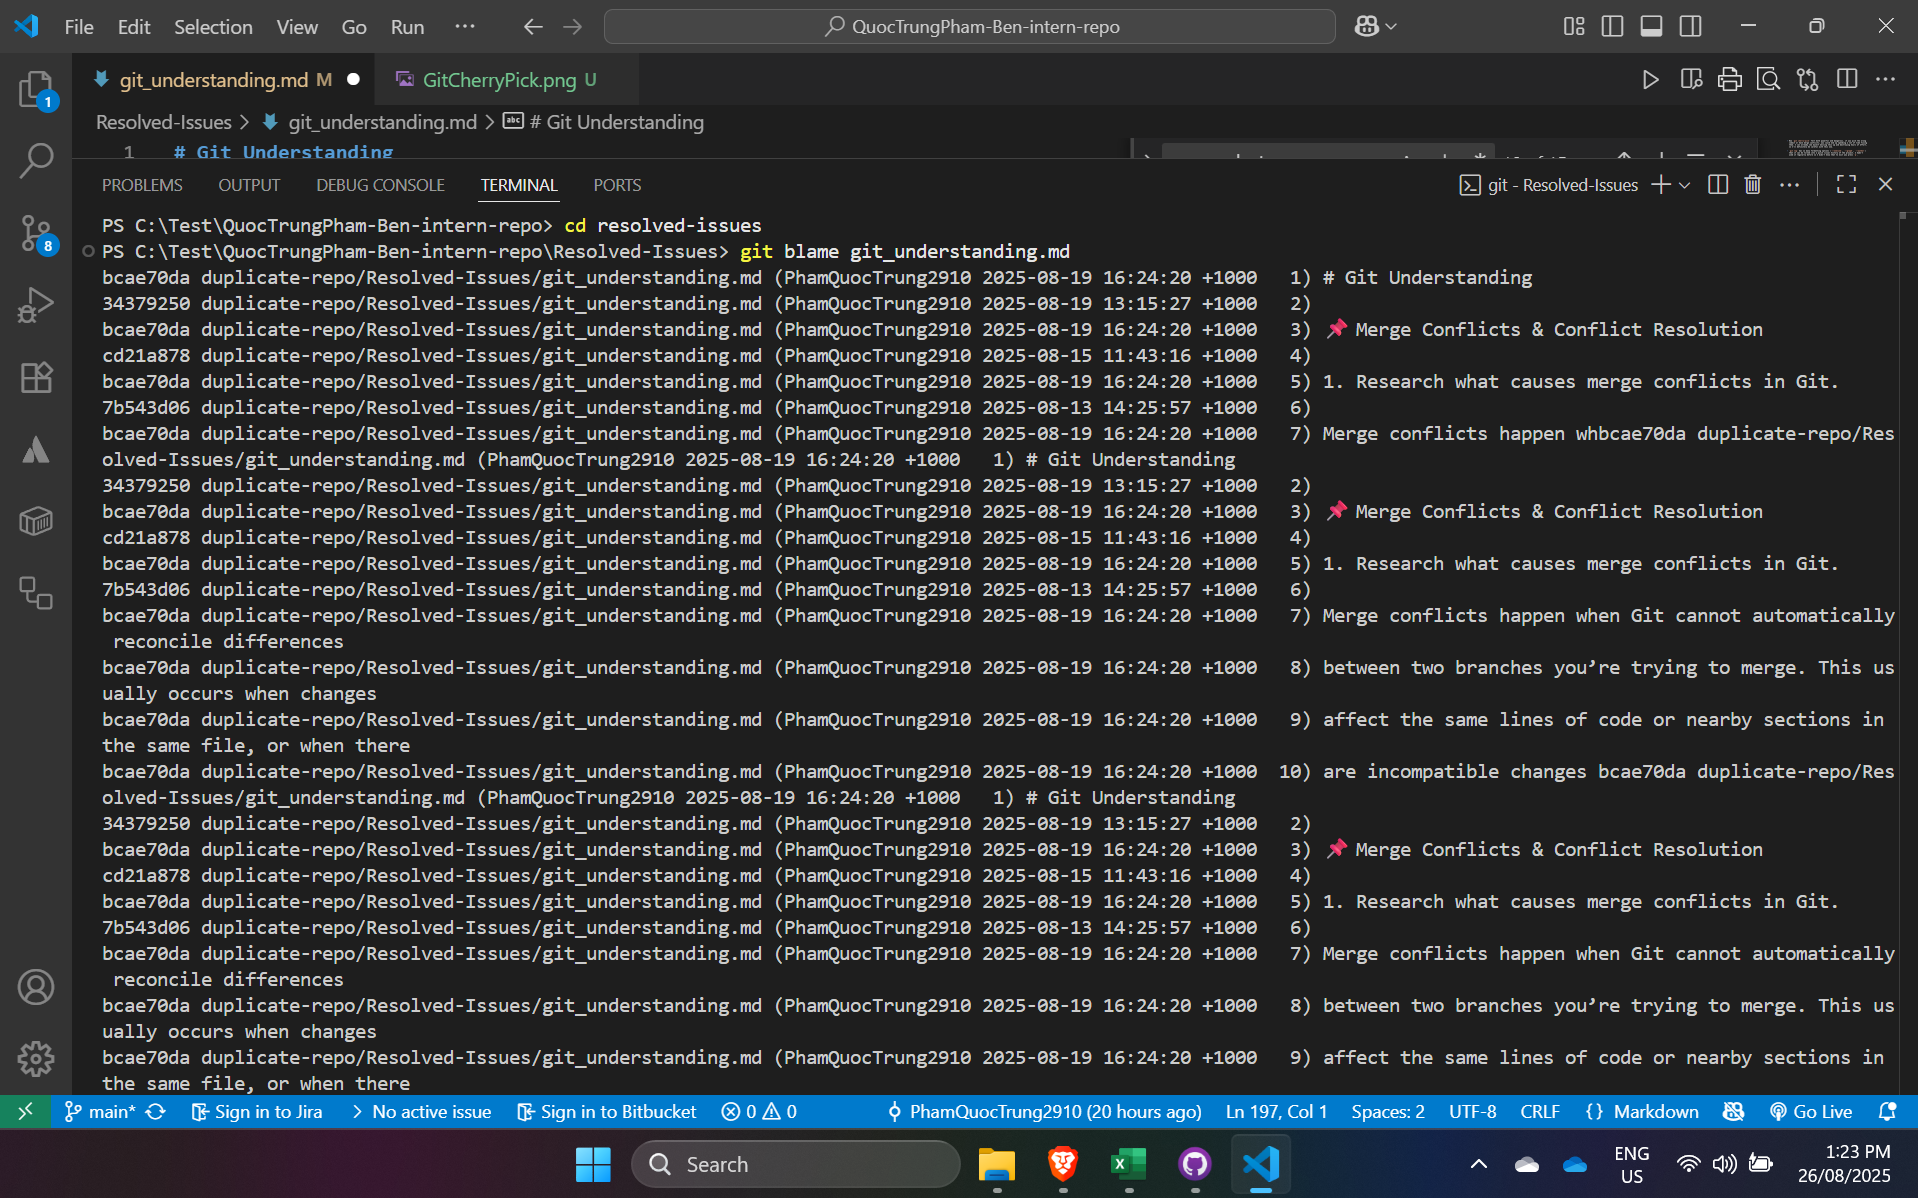 File Edit Selection View Go Run ··· QuocTrungPham-Ben-intern-repo
git_understanding.md M GitCherryPick.png U
Resolved-Issues > git_understanding.md > # Git Understanding
1 # Git Understanding
PROBLEMS OUTPUT DEBUG CONSOLE TERMINAL PORTS git - Resolved-Issues
PS C:\Test\QuocTrungPham-Ben-intern-repo> cd resolved-issues
PS C:\Test\QuocTrungPham-Ben-intern-repo\Resolved-Issues> git blame git_understanding.md
bcae70da duplicate-repo/Resolved-Issues/git_understanding.md (PhamQuocTrung2910 2025-08-19 16:24:20 +1000   1) # Git Understanding
34379250 duplicate-repo/Resolved-Issues/git_understanding.md (PhamQuocTrung2910 2025-08-19 13:15:27 +1000   2)
bcae70da duplicate-repo/Resolved-Issues/git_understanding.md (PhamQuocTrung2910 2025-08-19 16:24:20 +1000   3) 📌 Merge Conflicts & Conflict Resolution
cd21a878 duplicate-repo/Resolved-Issues/git_understanding.md (PhamQuocTrung2910 2025-08-15 11:43:16 +1000   4)
bcae70da duplicate-repo/Resolved-Issues/git_understanding.md (PhamQuocTrung2910 2025-08-19 16:24:20 +1000   5) 1. Research what causes merge conflicts in Git.
7b543d06 duplicate-repo/Resolved-Issues/git_understanding.md (PhamQuocTrung2910 2025-08-13 14:25:57 +1000   6)
bcae70da duplicate-repo/Resolved-Issues/git_understanding.md (PhamQuocTrung2910 2025-08-19 16:24:20 +1000   7) Merge conflicts happen whbcae70da duplicate-repo/Res
olved-Issues/git_understanding.md (PhamQuocTrung2910 2025-08-19 16:24:20 +1000   1) # Git Understanding
34379250 duplicate-repo/Resolved-Issues/git_understanding.md (PhamQuocTrung2910 2025-08-19 13:15:27 +1000   2)
bcae70da duplicate-repo/Resolved-Issues/git_understanding.md (PhamQuocTrung2910 2025-08-19 16:24:20 +1000   3) 📌 Merge Conflicts & Conflict Resolution
cd21a878 duplicate-repo/Resolved-Issues/git_understanding.md (PhamQuocTrung2910 2025-08-15 11:43:16 +1000   4)
bcae70da duplicate-repo/Resolved-Issues/git_understanding.md (PhamQuocTrung2910 2025-08-19 16:24:20 +1000   5) 1. Research what causes merge conflicts in Git.
7b543d06 duplicate-repo/Resolved-Issues/git_understanding.md (PhamQuocTrung2910 2025-08-13 14:25:57 +1000   6)
bcae70da duplicate-repo/Resolved-Issues/git_understanding.md (PhamQuocTrung2910 2025-08-19 16:24:20 +1000   7) Merge conflicts happen when Git cannot automatically
 reconcile differences
bcae70da duplicate-repo/Resolved-Issues/git_understanding.md (PhamQuocTrung2910 2025-08-19 16:24:20 +1000   8) between two branches you’re trying to merge. This us
ually occurs when changes
bcae70da duplicate-repo/Resolved-Issues/git_understanding.md (PhamQuocTrung2910 2025-08-19 16:24:20 +1000   9) affect the same lines of code or nearby sections in
the same file, or when there
bcae70da duplicate-repo/Resolved-Issues/git_understanding.md (PhamQuocTrung2910 2025-08-19 16:24:20 +1000  10) are incompatible changes bcae70da duplicate-repo/Res
olved-Issues/git_understanding.md (PhamQuocTrung2910 2025-08-19 16:24:20 +1000   1) # Git Understanding
34379250 duplicate-repo/Resolved-Issues/git_understanding.md (PhamQuocTrung2910 2025-08-19 13:15:27 +1000   2)
bcae70da duplicate-repo/Resolved-Issues/git_understanding.md (PhamQuocTrung2910 2025-08-19 16:24:20 +1000   3) 📌 Merge Conflicts & Conflict Resolution
cd21a878 duplicate-repo/Resolved-Issues/git_understanding.md (PhamQuocTrung2910 2025-08-15 11:43:16 +1000   4)
bcae70da duplicate-repo/Resolved-Issues/git_understanding.md (PhamQuocTrung2910 2025-08-19 16:24:20 +1000   5) 1. Research what causes merge conflicts in Git.
7b543d06 duplicate-repo/Resolved-Issues/git_understanding.md (PhamQuocTrung2910 2025-08-13 14:25:57 +1000   6)
bcae70da duplicate-repo/Resolved-Issues/git_understanding.md (PhamQuocTrung2910 2025-08-19 16:24:20 +1000   7) Merge conflicts happen when Git cannot automatically
 reconcile differences
bcae70da duplicate-repo/Resolved-Issues/git_understanding.md (PhamQuocTrung2910 2025-08-19 16:24:20 +1000   8) between two branches you’re trying to merge. This us
ually occurs when changes
bcae70da duplicate-repo/Resolved-Issues/git_understanding.md (PhamQuocTrung2910 2025-08-19 16:24:20 +1000   9) affect the same lines of code or nearby sections in
the same file, or when there
1
8
main* Sign in to Jira > No active issue Sign in to Bitbucket 0 0 PhamQuocTrung2910 (20 hours ago) Ln 197, Col 1 Spaces: 2 UTF-8 CRLF {} Markdown Go Live
Search
ENG
US
1:23 PM
26/08/2025